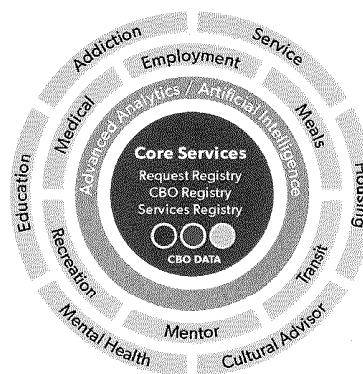 Addiction
Service
Employment
Medical
Meals
Advanced Analytics / Artificial Intelligence
Core Services
Request Registry
CBO Registry
Services Registry
CBO DATA
Education
Housing
Recreation
Transit
Mentor
Mental Health
Cultural Advisor